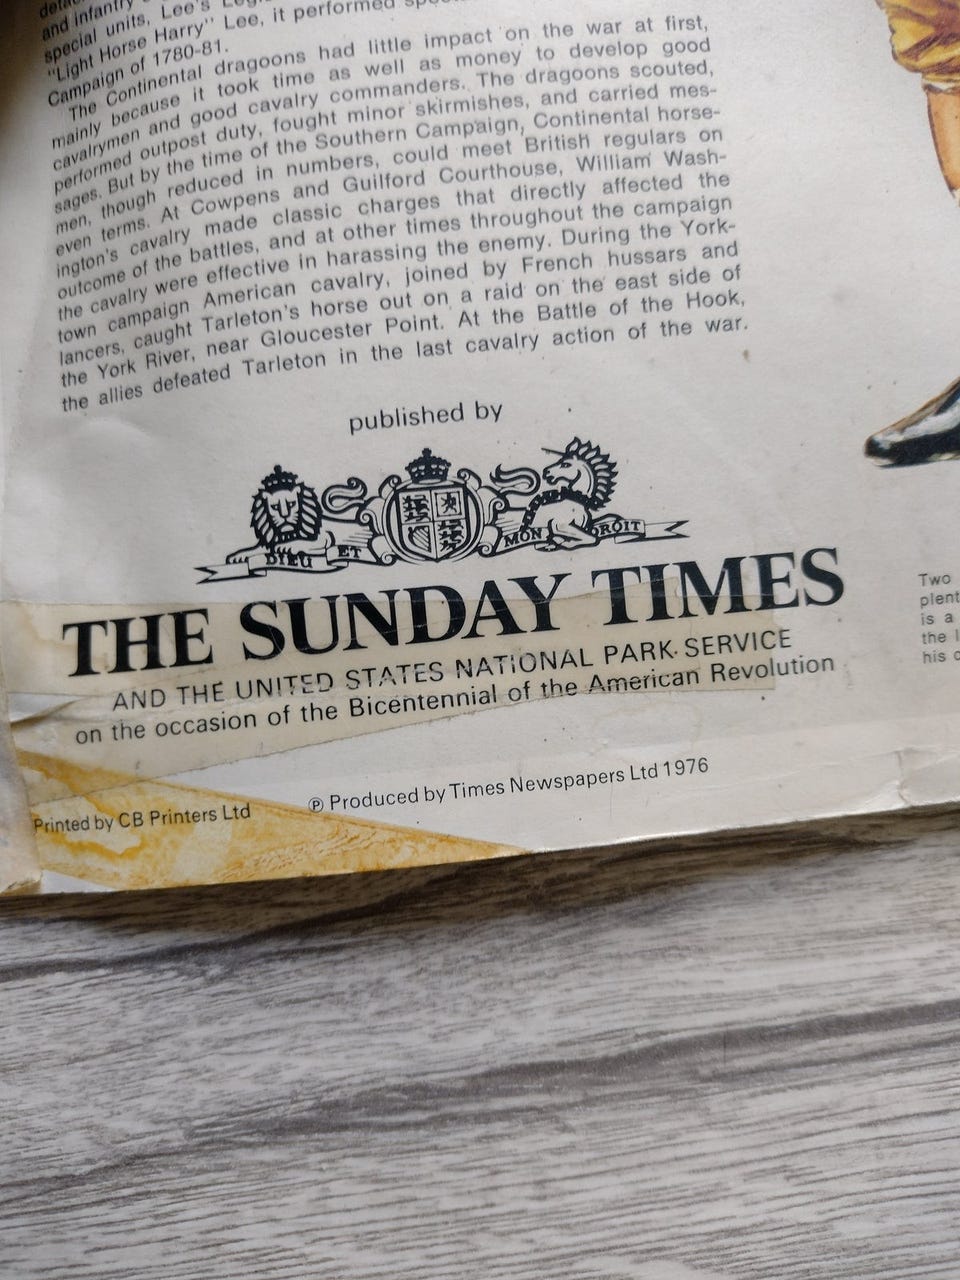 and infantry
special units, Lee's
"Light Horse Harry" Lee, it performed
Campaign of 1780-81.
The Continental dragoons had little impact on the war at first,
mainly because it took time as well as money to develop good
cavalrymen and good cavalry commanders. The dragoons scouted,
performed outpost duty, fought minor skirmishes, and carried mes-
sages. But by the time of the Southern Campaign, Continental horse-
men, though reduced in numbers, could meet British regulars on
even terms. At Cowpens and Guilford Courthouse, William Wash-
ington's cavalry made classic charges that directly affected the
outcome of the battles, and at other times throughout the campaign
the cavalry were effective in harassing the enemy. During the York-
town campaign American cavalry, joined by French hussars and
lancers, caught Tarleton's horse out on a raid on the east side of
the York River, near Gloucester Point. At the Battle of the Hook,
the allies defeated Tarleton in the last cavalry action of the war.
published by
DIEU ET MON DROIT
THE SUNDAY TIMES
AND THE UNITED STATES NATIONAL PARK SERVICE
on the occasion of the Bicentennial of the American Revolution
Printed by CB Printers Ltd
Ⓟ Produced by Times Newspapers Ltd 1976
Two
plent
is a
the
his